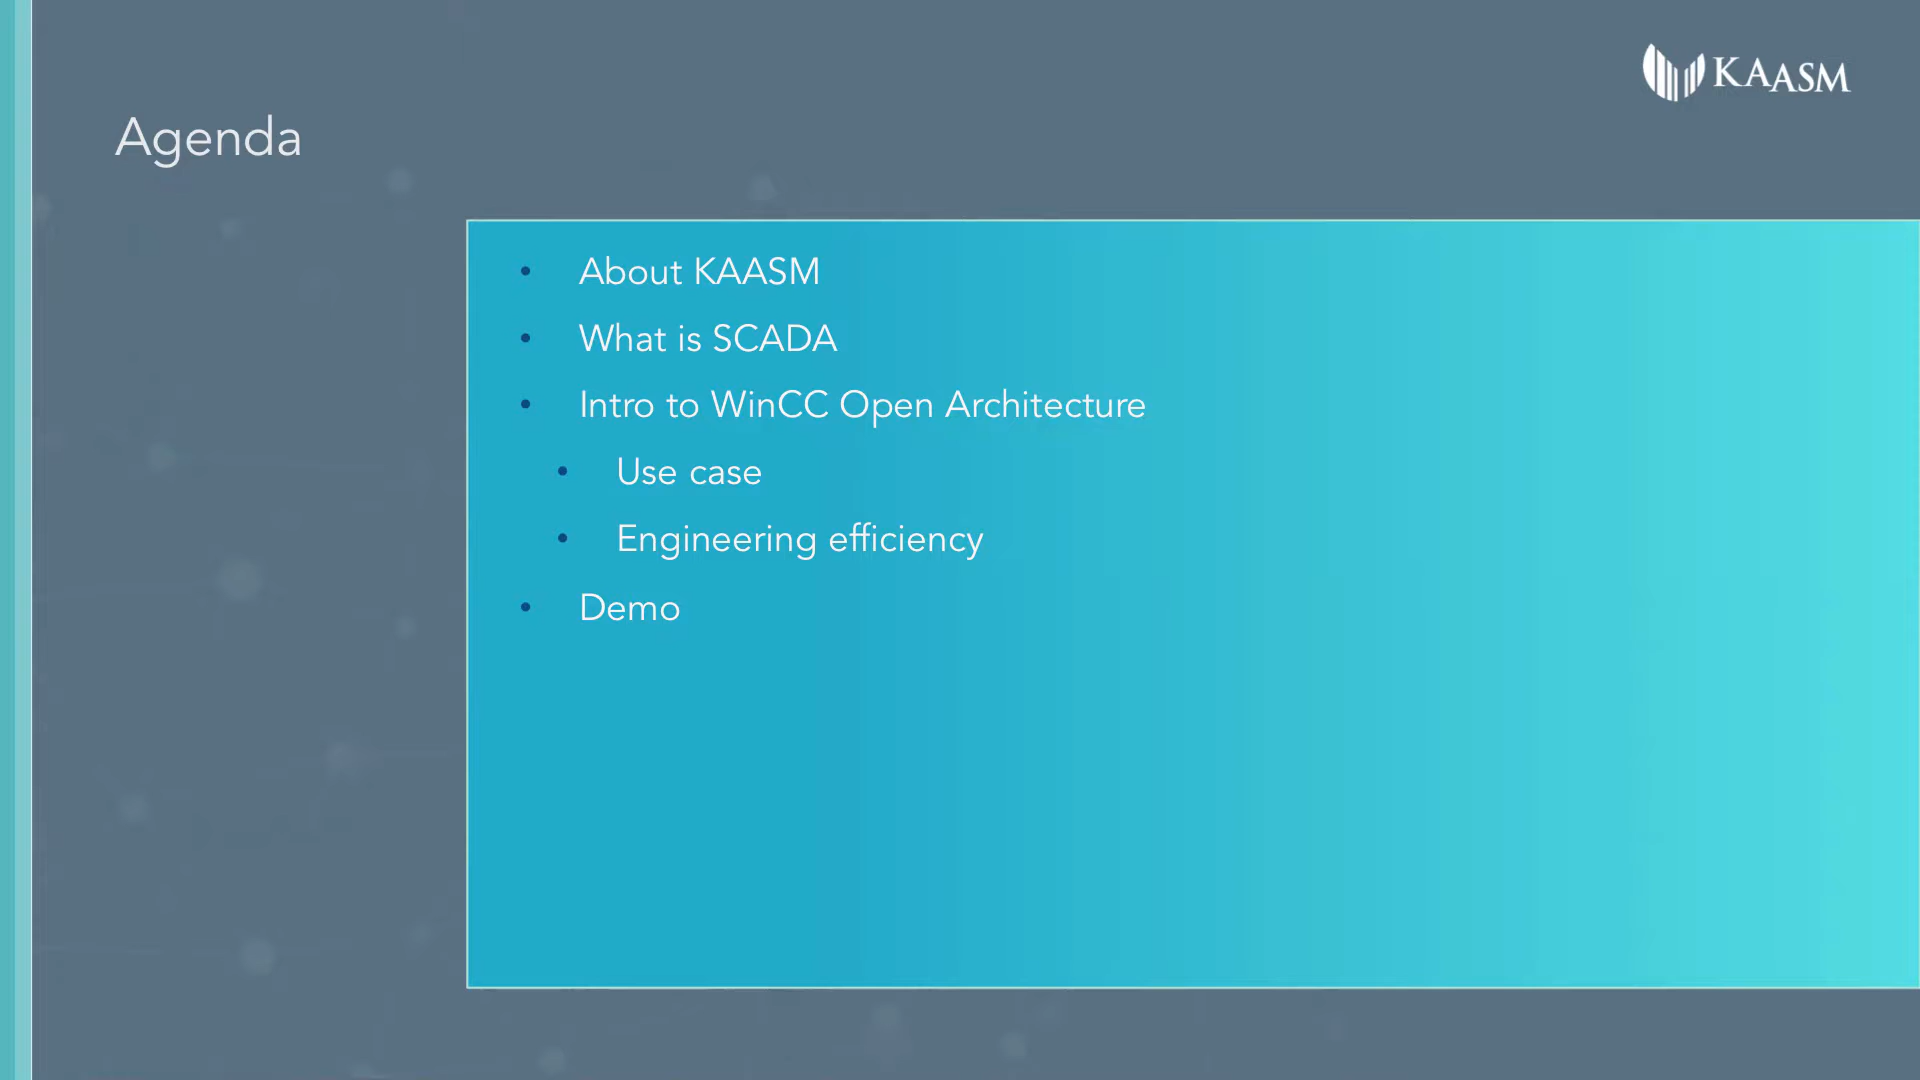 KAASM
Agenda
• About KAASM
• What is SCADA
• Intro to WinCC Open Architecture
• Use case
• Engineering efficiency
• Demo